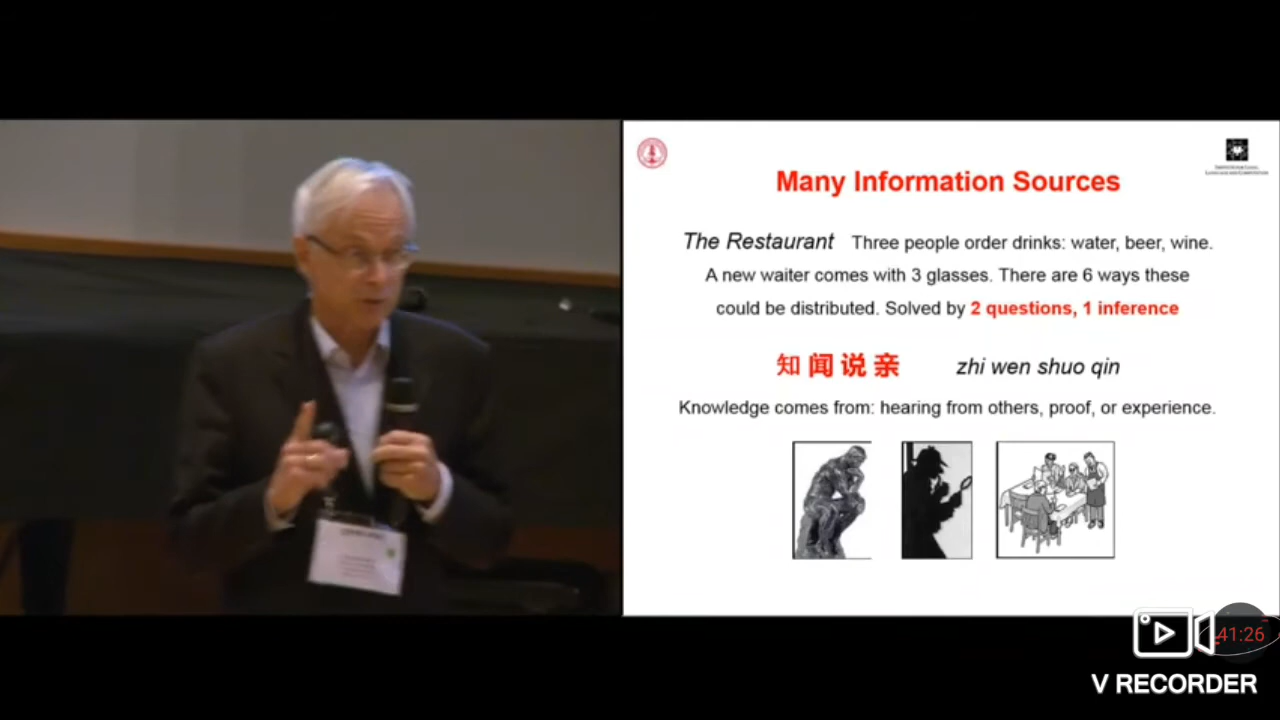 Many Information Sources
The Restaurant Three people order drinks: water, beer, wine.
A new waiter comes with 3 glasses. There are 6 ways these
could be distributed. Solved by 2 questions, 1 inference
知 闻 说 亲 zhi wen shuo qin
Knowledge comes from: hearing from others, proof, or experience.
41:26
V RECORDER